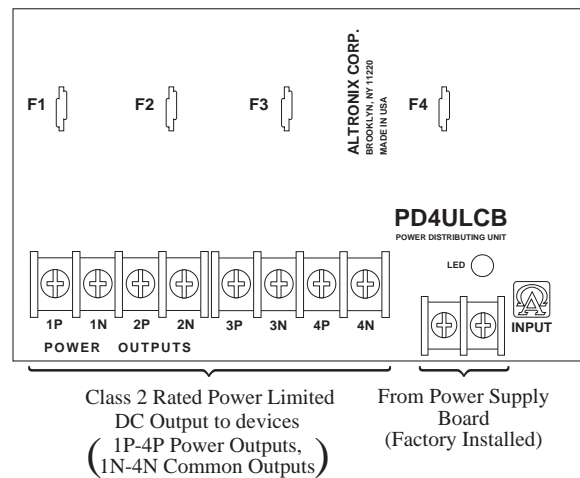 F1
F2
F3
ALTRONIX CORP.
BROOKLYN, NY 11220
MADE IN USA
F4
PD4ULCB
POWER DISTRIBUTING UNIT
LED
INPUT
1P 1N 2P 2N 3P 3N 4P 4N
POWER OUTPUTS
Class 2 Rated Power Limited
DC Output to devices
(1P-4P Power Outputs,
1N-4N Common Outputs)
From Power Supply
Board
(Factory Installed)